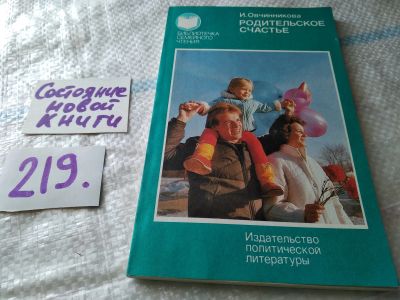 Состояние
новой
книги
219.
БИБЛИОТЕЧКА
СЕМЕЙНОГО
ЧТЕНИЯ
И. Овчинникова
РОДИТЕЛЬСКОЕ
СЧАСТЬЕ
Издательство
политической
литературы